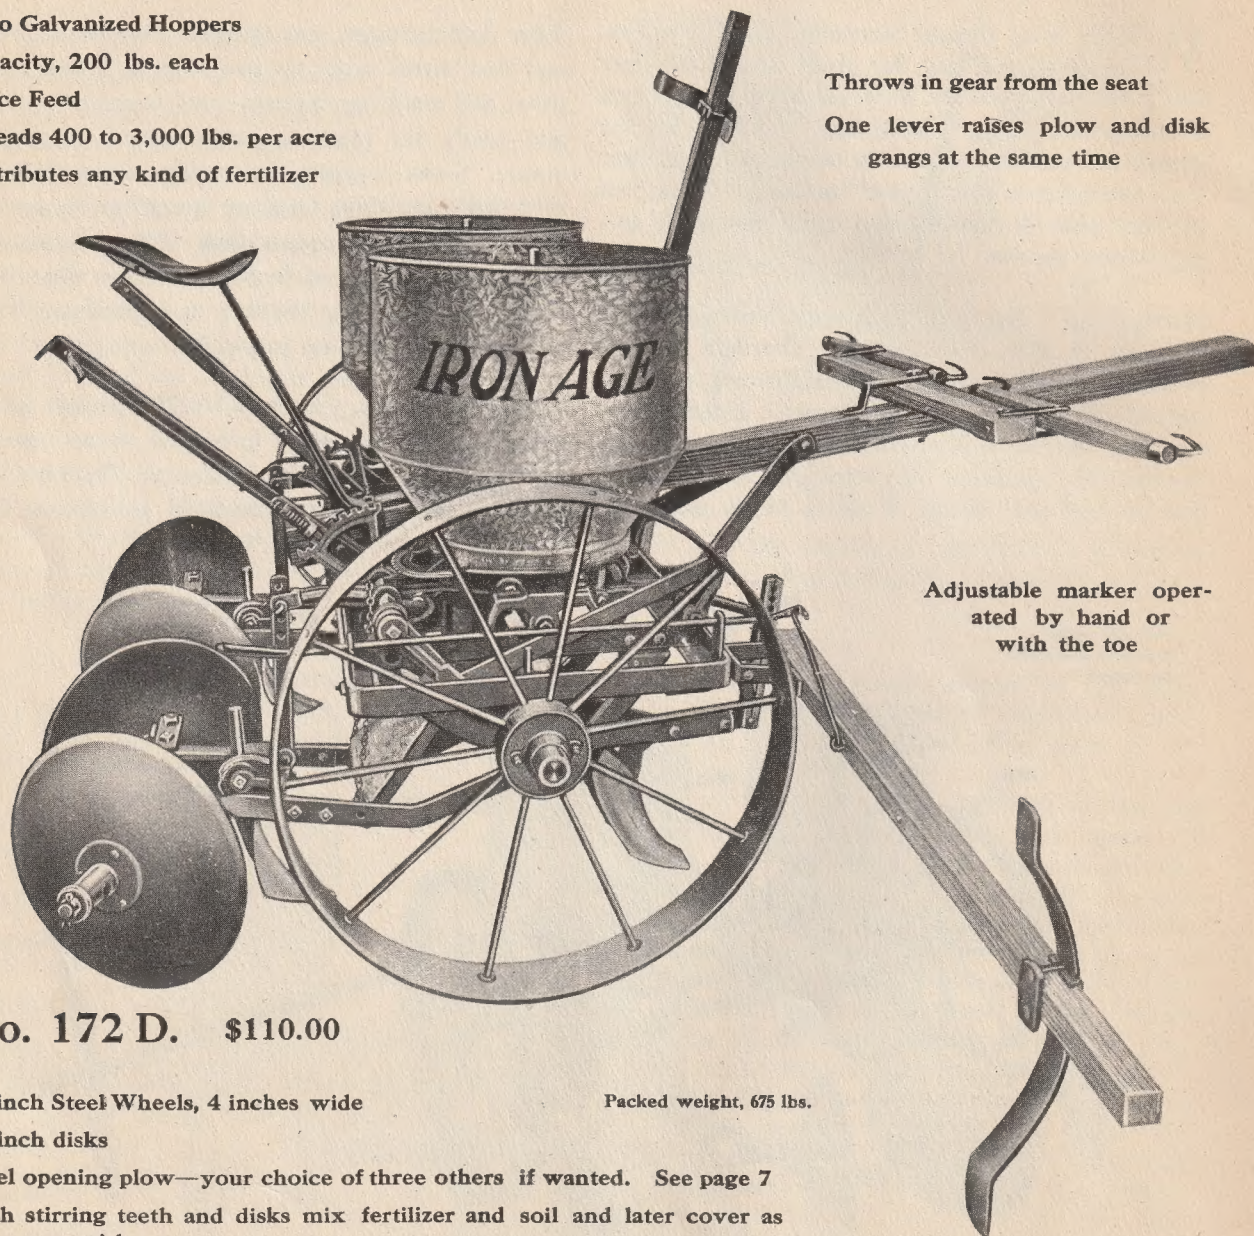 o Galvanized Hoppers
acity, 200 lbs. each
ce Feed
eads 400 to 3,000 lbs. per acre
tributes any kind of fertilizer
Throws in gear from the seat
One lever raises plow and disk
gangs at the same time
IRON AGE
Adjustable marker oper-
ated by hand or
with the toe
o. 172 D. $110.00
inch Steel Wheels, 4 inches wide
Packed weight, 675 lbs.
inch disks
el opening plow—your choice of three others if wanted. See page 7
h stirring teeth and disks mix fertilizer and soil and later cover as